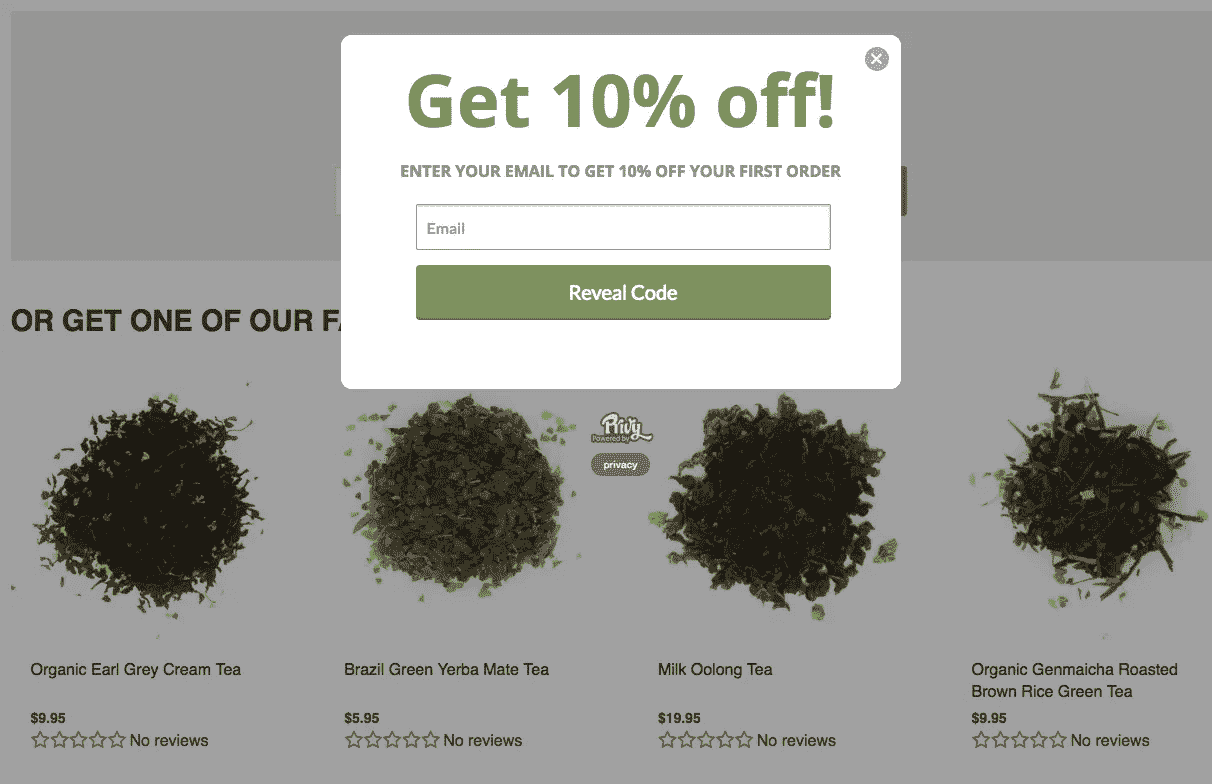 Get 10% off!
ENTER YOUR EMAIL TO GET 10% OFF YOUR FIRST ORDER
Email
Reveal Code
OR GET ONE OF OUR
Privy
Powered by
privacy
Organic Earl Grey Cream Tea
$9.95
No reviews
Brazil Green Yerba Mate Tea
$5.95
No reviews
Milk Oolong Tea
$19.95
No reviews
Organic Genmaicha Roasted
Brown Rice Green Tea
$9.95
No reviews